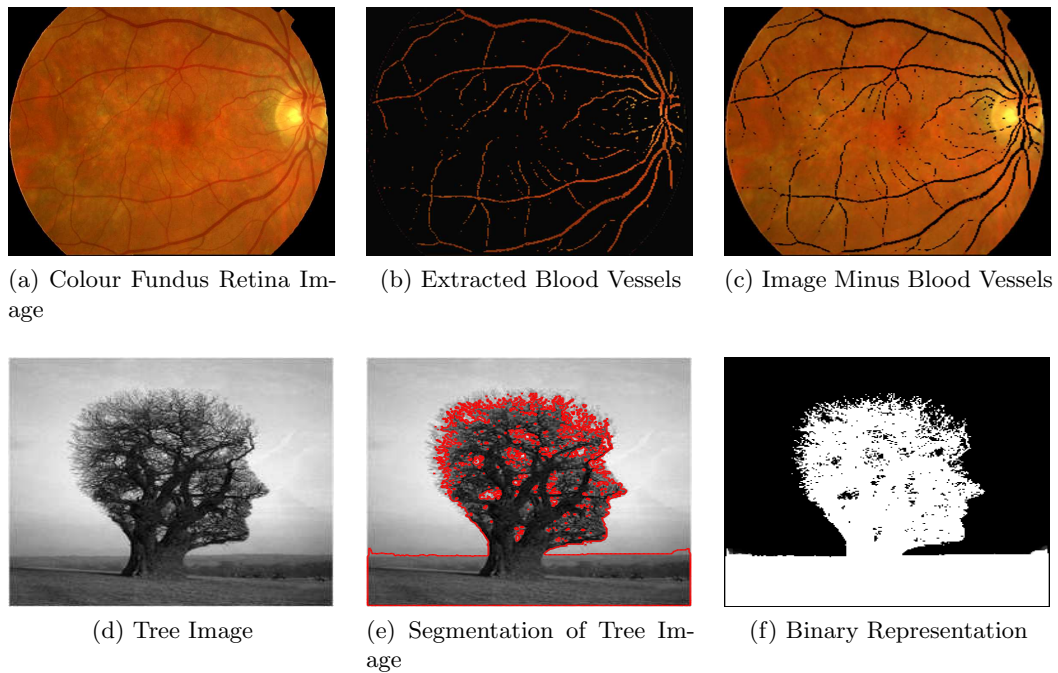 (a) Colour Fundus Retina Im-
age
(b) Extracted Blood Vessels
(c) Image Minus Blood Vessels
(d) Tree Image
(e) Segmentation of Tree Im-
age
(f) Binary Representation